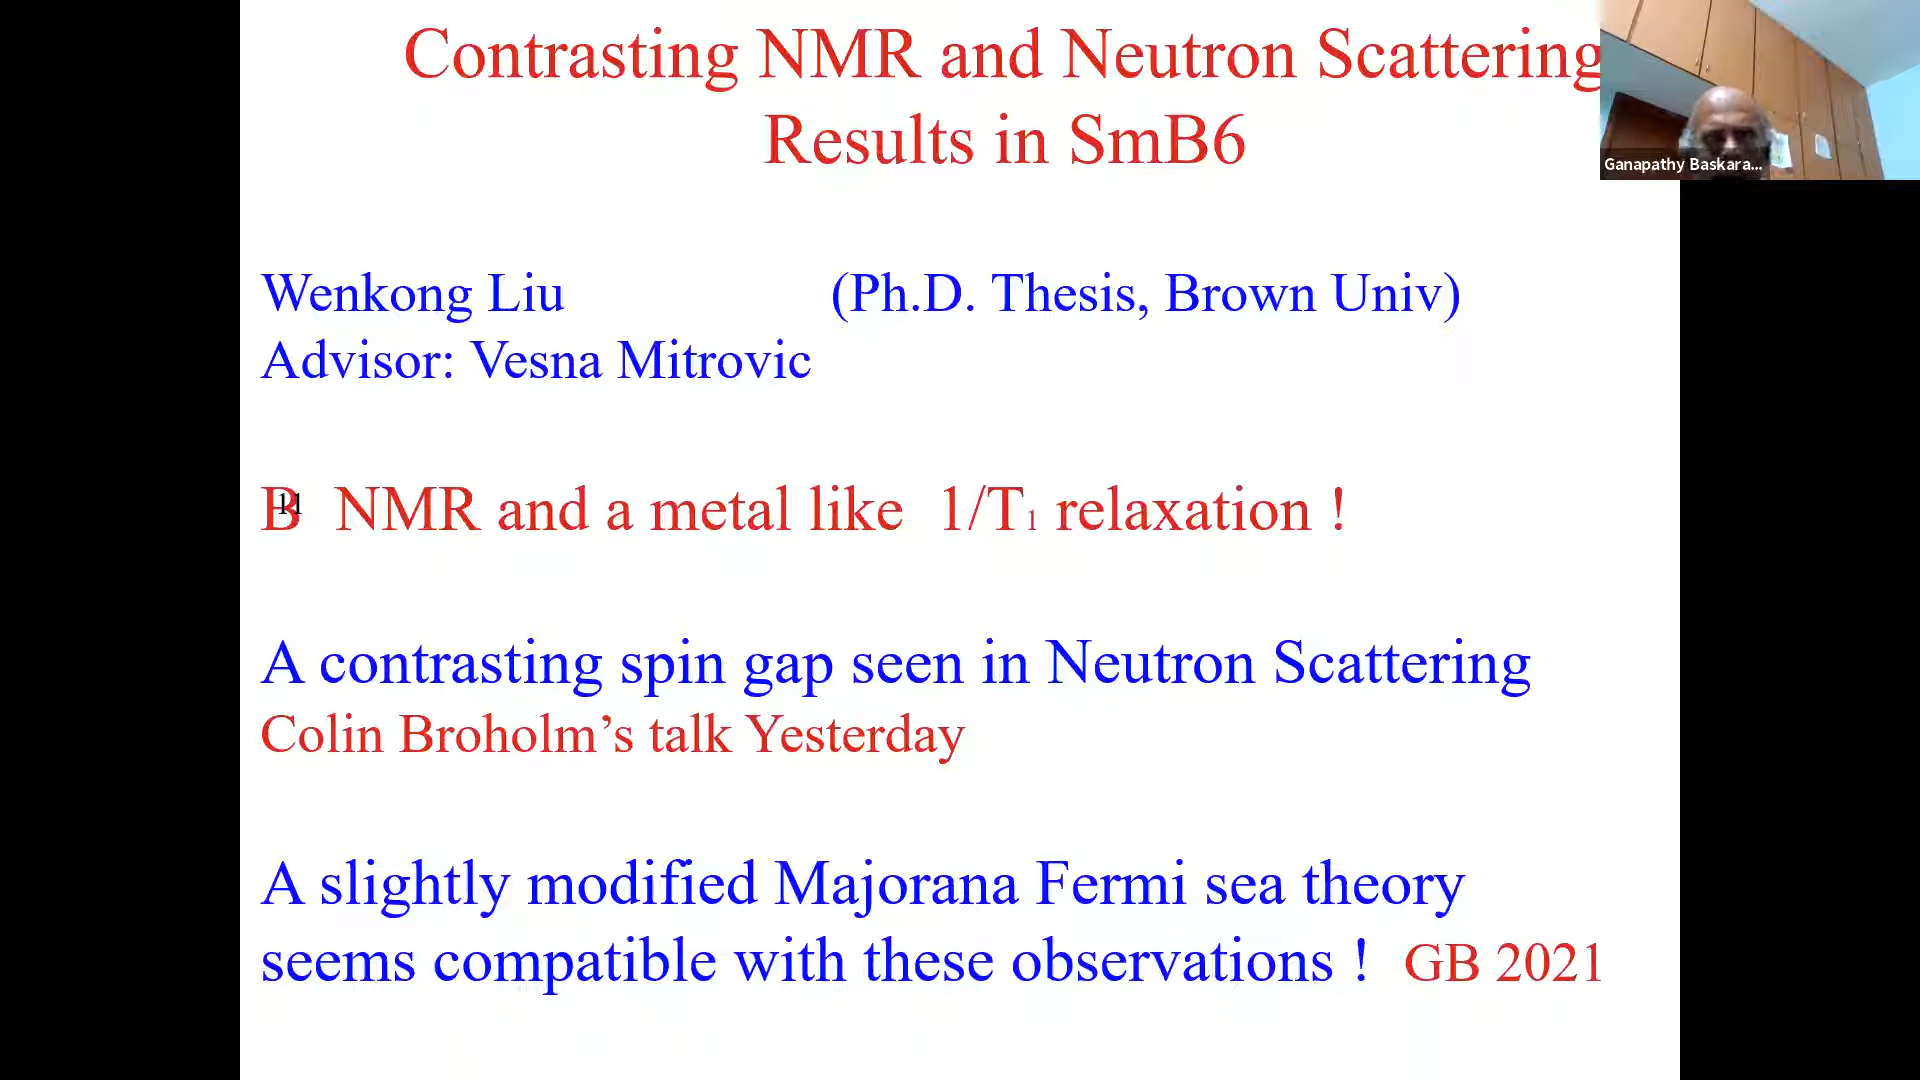 Contrasting NMR and Neutron Scattering
Results in SmB6
Ganapathy Baskara...
Wenkong Liu (Ph.D. Thesis, Brown Univ)
Advisor: Vesna Mitrovic
11
B NMR and a metal like 1/T1 relaxation !
A contrasting spin gap seen in Neutron Scattering
Colin Broholm’s talk Yesterday
A slightly modified Majorana Fermi sea theory
seems compatible with these observations ! GB 2021